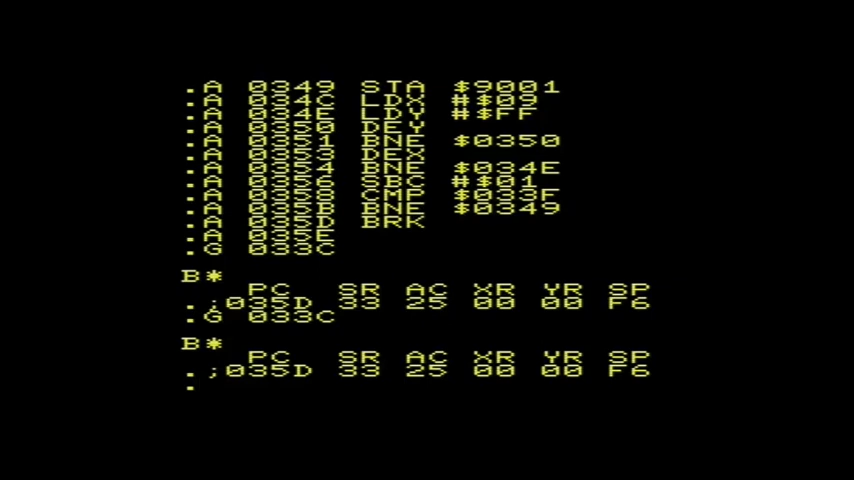 .A 0349 STA $9001
.A 034C LDX #$09
.A 034E LDY #$FF
.A 0350 DEY
.A 0351 BNE $0350
.A 0353 DEX
.A 0354 BNE $034E
.A 0356 SBC #$01
.A 0358 CMP $033F
.A 035B BNE $0349
.A 035D BRK
.A 035E
.G 033C
B*
PC SR AC XR YR SP
.;035D 33 25 00 00 F6
.G 033C
B*
PC SR AC XR YR SP
.;035D 33 25 00 00 F6
.